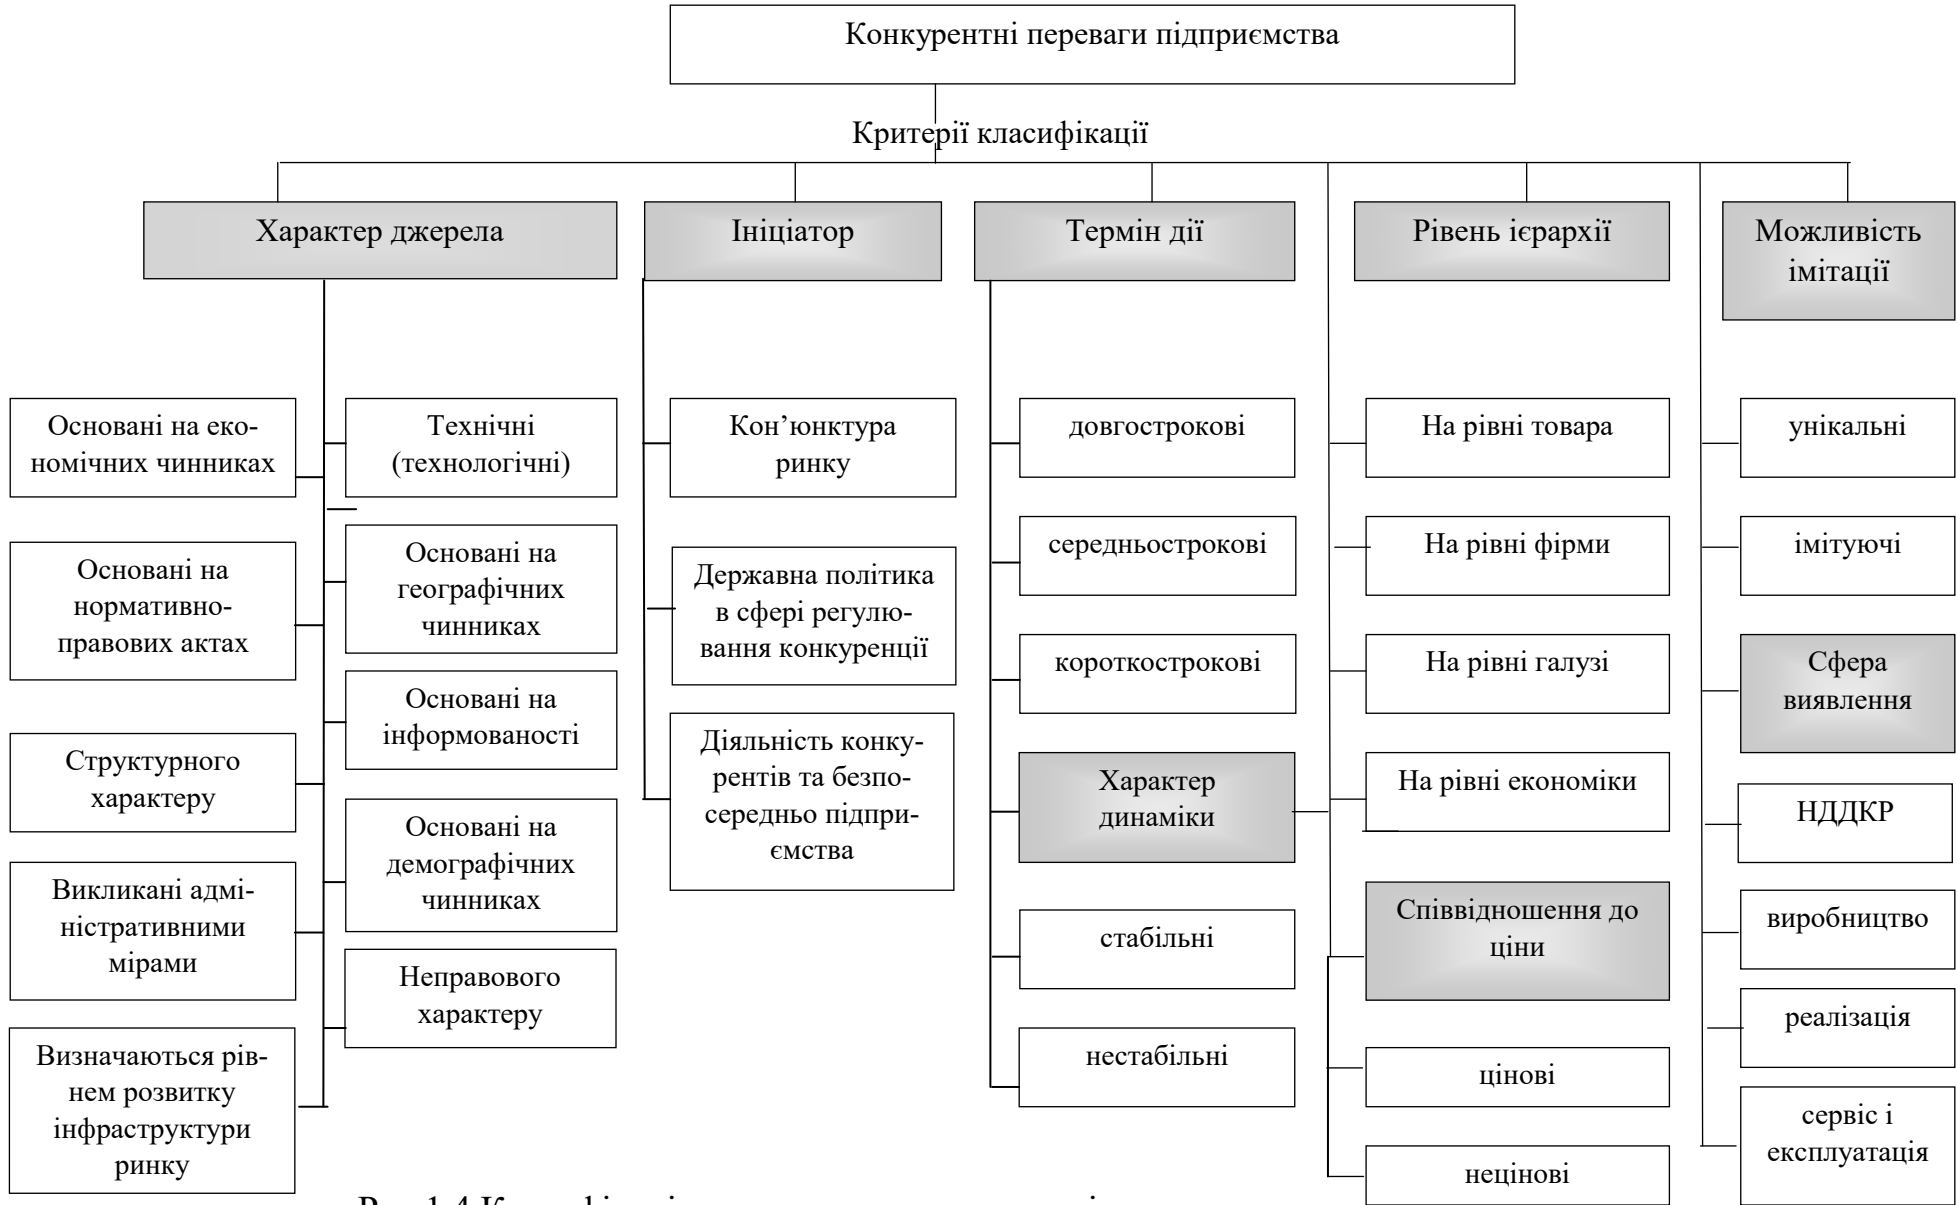 Конкурентні переваги підприємства
Критерії класифікації
Характер джерела
Ініціатор
Термін дії
Рівень ієрархії
Можливість
імітації
Основані на еко-
номічних чинниках
Основані на
нормативно-
правових актах
Структурного
характеру
Викликані адмі-
ністративними
мірами
Визначаються рів-
нем розвитку
інфраструктури
ринку
Технічні
(технологічні)
Основані на
географічних
чинниках
Основані на
інформованості
Основані на
демографічних
чинниках
Неправового
характеру
Кон’юнктура
ринку
Державна політика
в сфері регулю-
вання конкуренції
Діяльність конку-
рентів та безпо-
середньо підпри-
ємства
довгострокові
середньострокові
короткострокові
Характер
динаміки
стабільні
нестабільні
На рівні товара
На рівні фірми
На рівні галузі
На рівні економіки
Співвідношення до
ціни
цінові
нецінові
унікальні
імітуючі
Сфера
виявлення
НДДКР
виробництво
реалізація
сервіс і
експлуатація